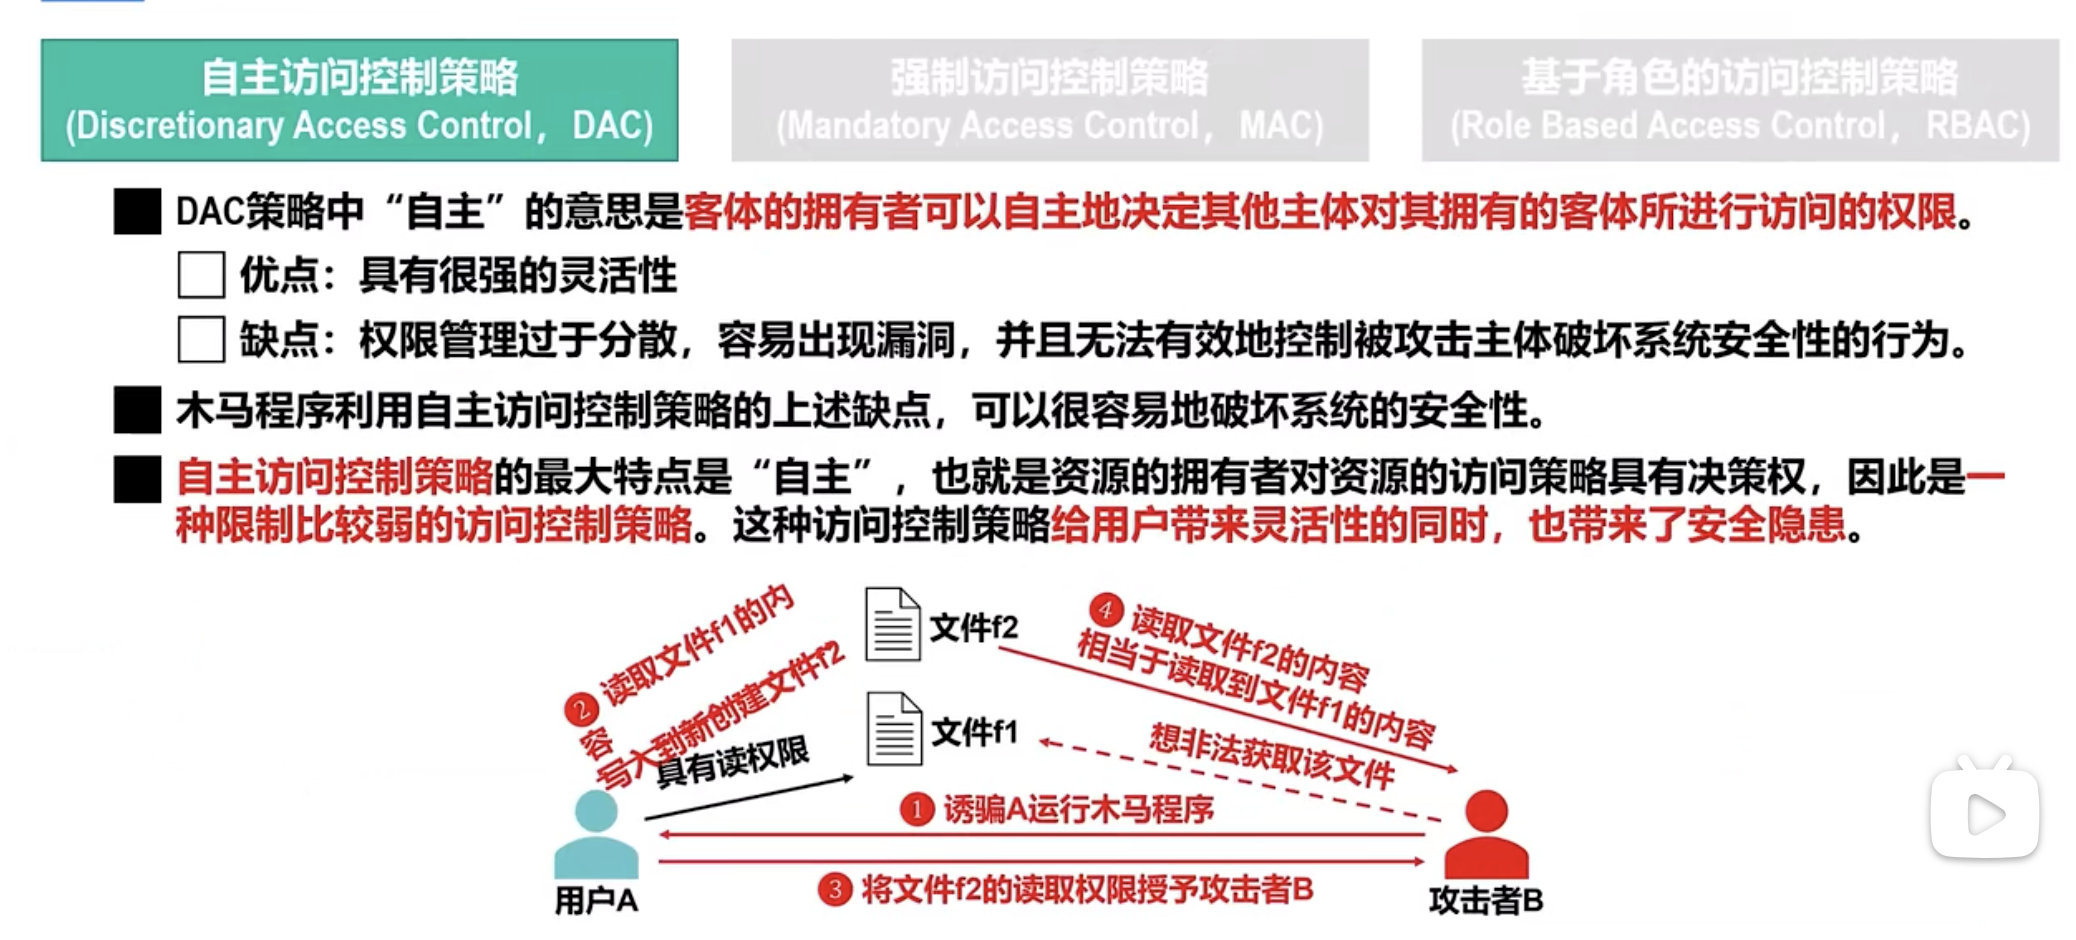 自主访问控制策略
(Discretionary Access Control，DAC)
强制访问控制策略
(Mandatory Access Control，MAC)
基于角色的访问控制策略
(Role Based Access Control，RBAC)
DAC策略中“自主”的意思是客体的拥有者可以自主地决定其他主体对其拥有的客体所进行访问的权限。
优点：具有很强的灵活性
缺点：权限管理过于分散，容易出现漏洞，并且无法有效地控制被攻击主体破坏系统安全性的行为。
木马程序利用自主访问控制策略的上述缺点，可以很容易地破坏系统的安全性。
自主访问控制策略的最大特点是“自主”，也就是资源的拥有者对资源的访问策略具有决策权，因此是一
种限制比较弱的访问控制策略。这种访问控制策略给用户带来灵活性的同时，也带来了安全隐患。
❷ 读取文件f1的内
容
写入到新创建文件f2
具有读权限
文件f2
文件f1
❹ 读取文件f2的内容
相当于读取到文件f1的内容
想非法获取该文件
❶ 诱骗A运行木马程序
❸ 将文件f2的读取权限授予攻击者B
用户A
攻击者B